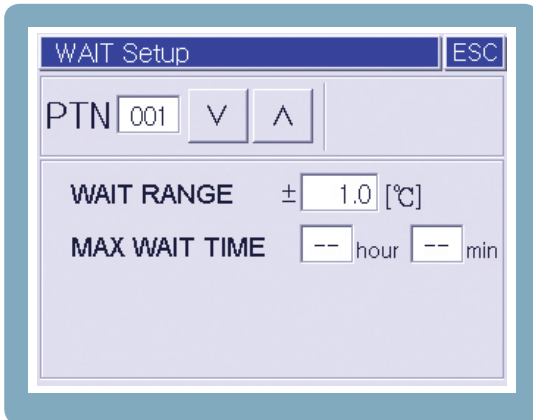 WAIT Setup ESC
PTN 001 ∨ ∧
WAIT RANGE ± 1.0 [℃]
MAX WAIT TIME -- hour -- min